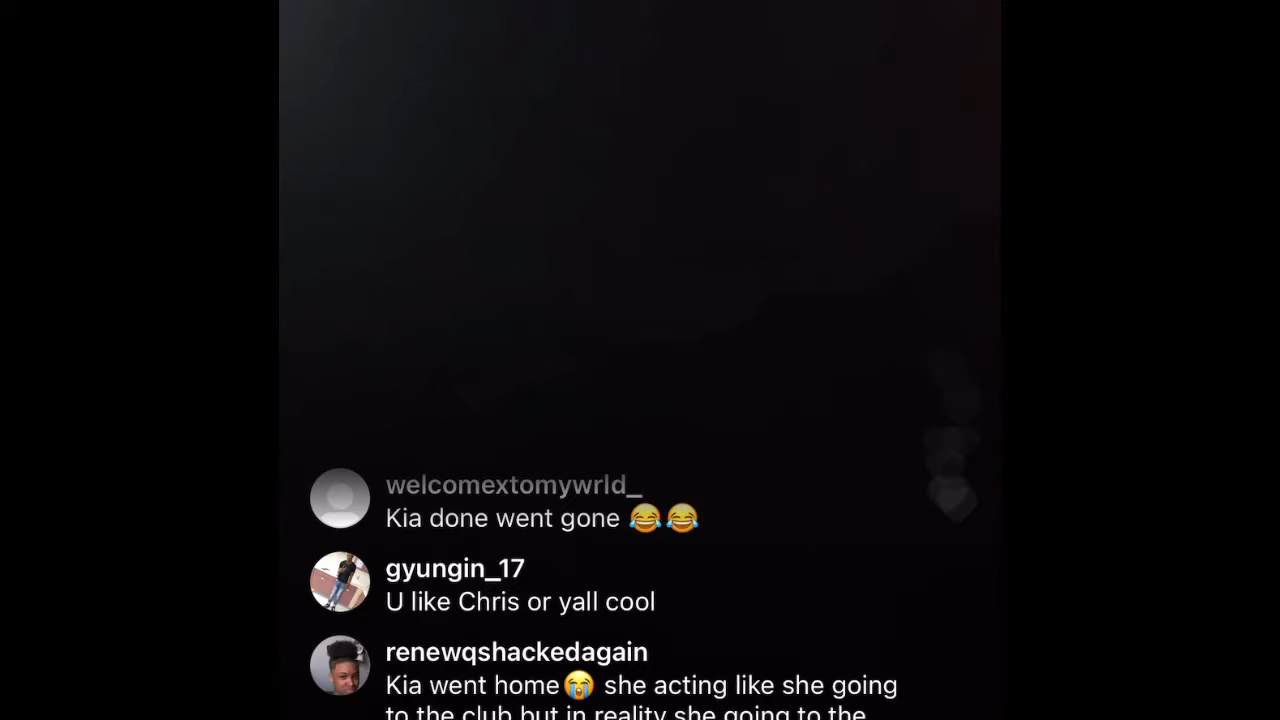 welcomextomywrld_
Kia done went gone 😂😂
gyungin_17
U like Chris or yall cool
renewqshackedagain
Kia went home😭 she acting like she going
to the club but in reality she going to the